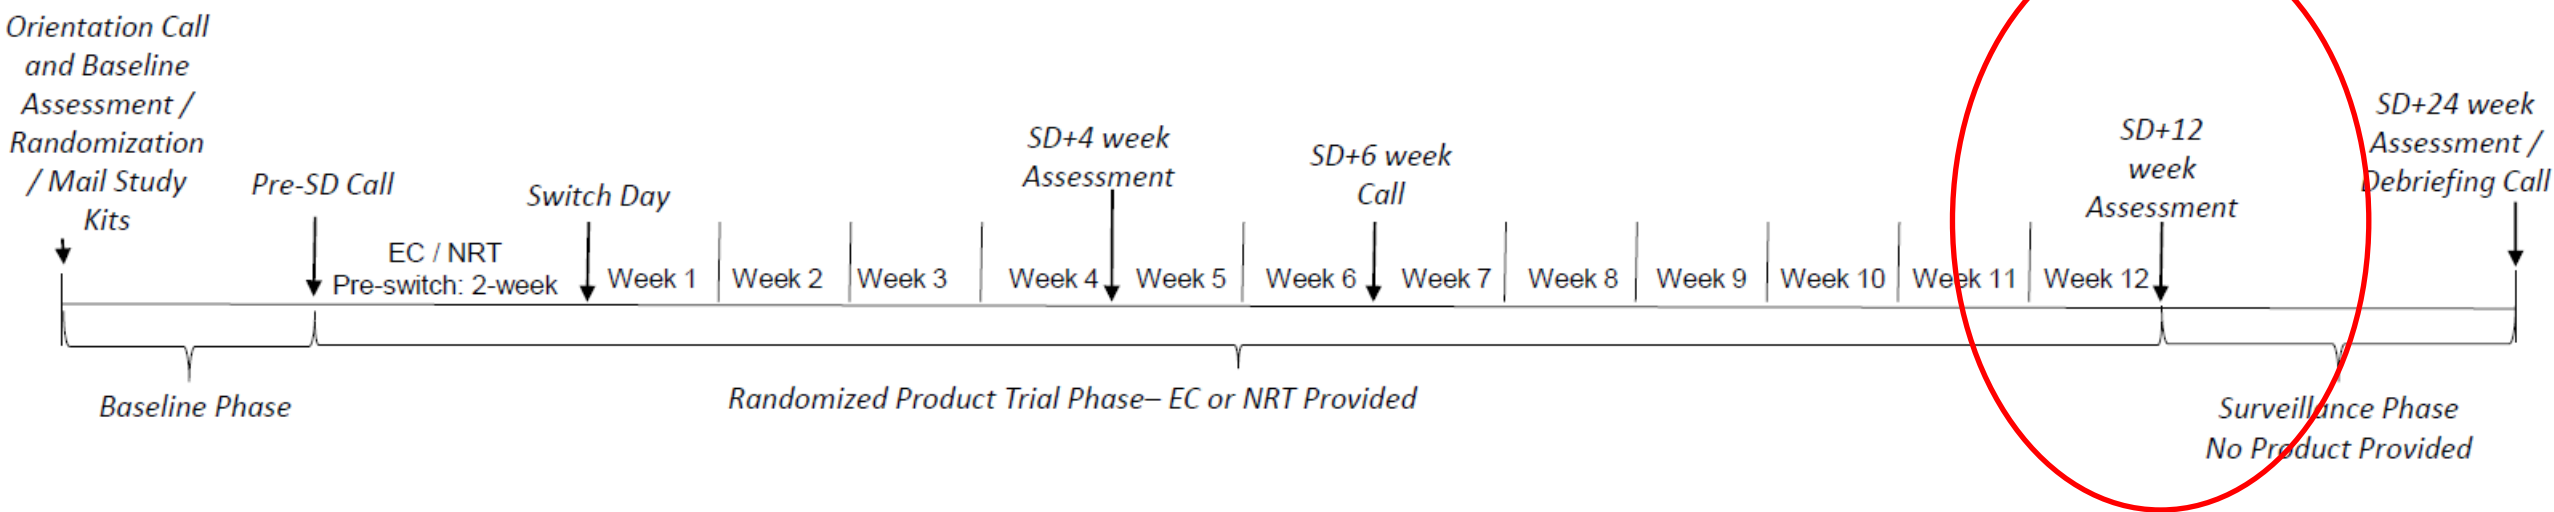 Orientation Call
and Baseline
Assessment /
Randomization
/ Mail Study
Kits
Pre-SD Call
EC / NRT
Pre-switch: 2-week
Switch Day
Week 1
Week 2
Week 3
SD+4 week
Assessment
Week 4
Week 5
SD+6 week
Call
Week 6
Week 7
Week 8
Week 9
Week 10
Week 11
Week 12
SD+12
week
Assessment
SD+24 week
Assessment /
Debriefing Call
Baseline Phase
Randomized Product Trial Phase– EC or NRT Provided
Surveillance Phase
No Product Provided